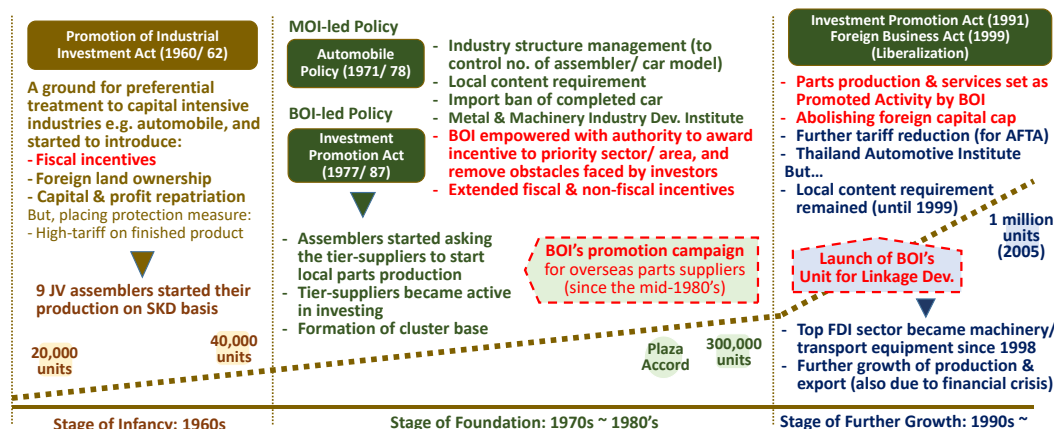 Promotion of Industrial
Investment Act (1960/ 62)
A ground for preferential
treatment to capital intensive
industries e.g. automobile, and
started to introduce:
- Fiscal incentives
- Foreign land ownership
- Capital & profit repatriation
But, placing protection measure:
- High-tariff on finished product
9 JV assemblers started their
production on SKD basis
20,000
units
40,000
units
Stage of Infancy: 1960s
MOI-led Policy
Automobile
Policy (1971/ 78)
BOI-led Policy
Investment
Promotion Act
(1977/ 87)
- Industry structure management (to
control no. of assembler/ car model)
- Local content requirement
- Import ban of completed car
- Metal & Machinery Industry Dev. Institute
- BOI empowered with authority to award
incentive to priority sector/ area, and
remove obstacles faced by investors
- Extended fiscal & non-fiscal incentives
- Assemblers started asking
the tier-suppliers to start
local parts production
- Tier-suppliers became active
in investing
- Formation of cluster base
BOI's promotion campaign
for overseas parts suppliers
(since the mid-1980's)
Plaza
Accord
300,000
units
Stage of Foundation: 1970s ~ 1980's
Investment Promotion Act (1991)
Foreign Business Act (1999)
(Liberalization)
- Parts production & services set as
Promoted Activity by BOI
- Abolishing foreign capital cap
- Further tariff reduction (for AFTA)
- Thailand Automotive Institute
But...
- Local content requirement
remained (until 1999)
1 million
units
(2005)
Launch of BOI's
Unit for Linkage Dev.
- Top FDI sector became machinery/
transport equipment since 1998
- Further growth of production &
export (also due to financial crisis)
Stage of Further Growth: 1990s ~